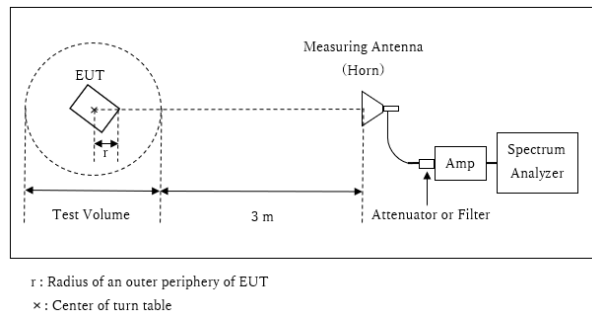 Measuring Antenna
(Horn)
EUT
r
Amp
Spectrum
Analyzer
Test Volume
3 m
Attenuator or Filter
r : Radius of an outer periphery of EUT
× : Center of turn table